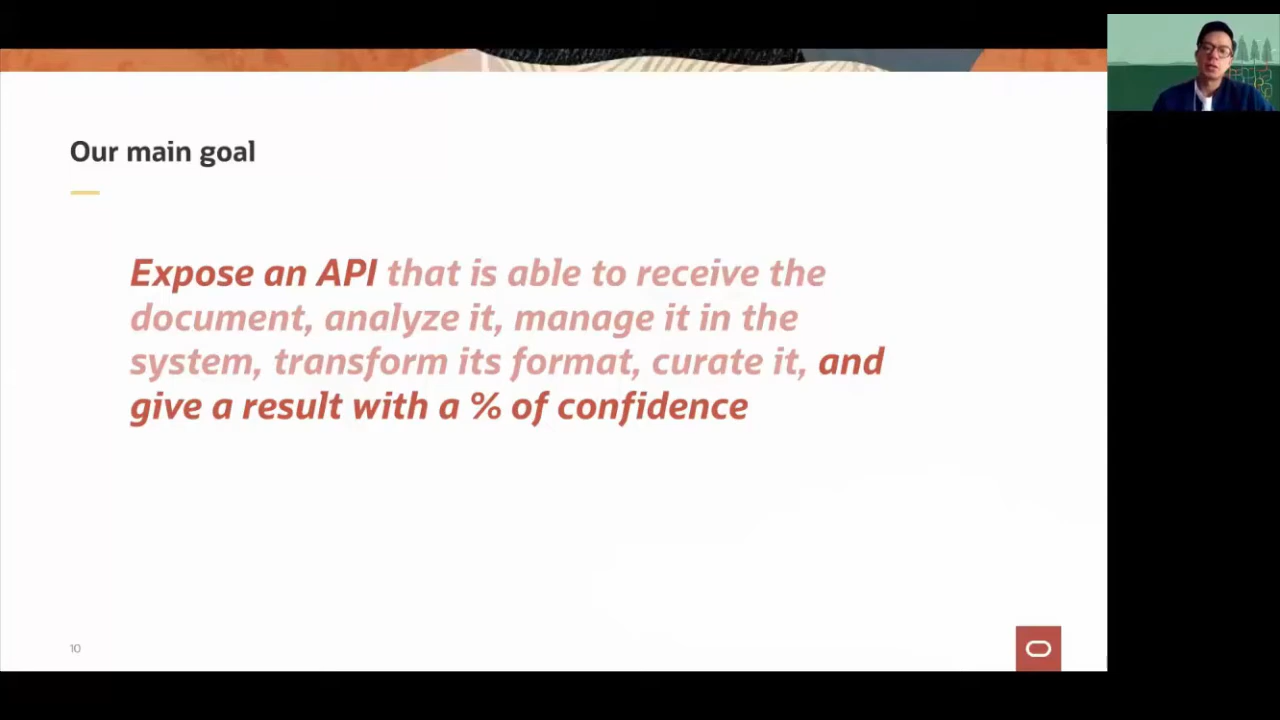 Our main goal
Expose an API that is able to receive the
document, analyze it, manage it in the
system, transform its format, curate it, and
give a result with a % of confidence
10